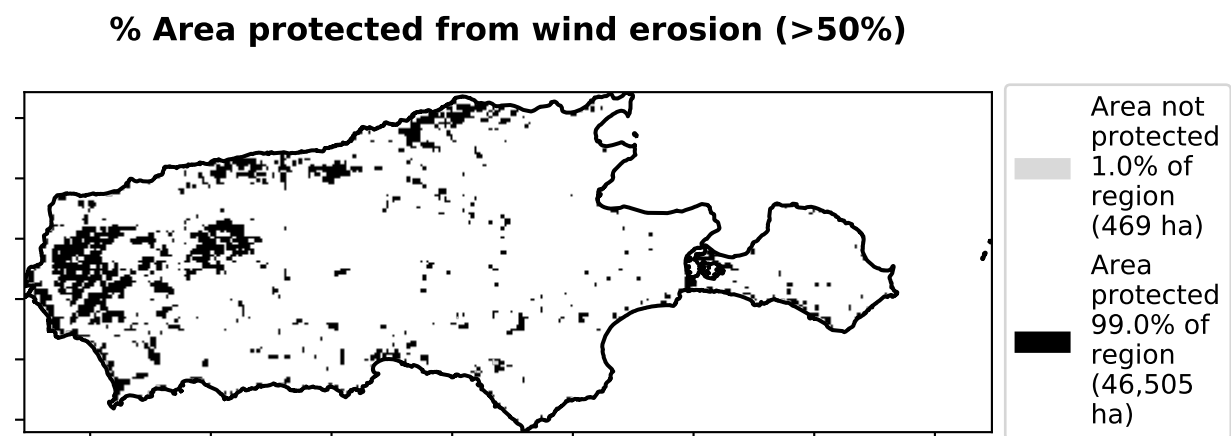 % Area protected from wind erosion (>50%)
Area not
protected
1.0% of
region
(469 ha)
Area
protected
99.0% of
region
(46,505
ha)